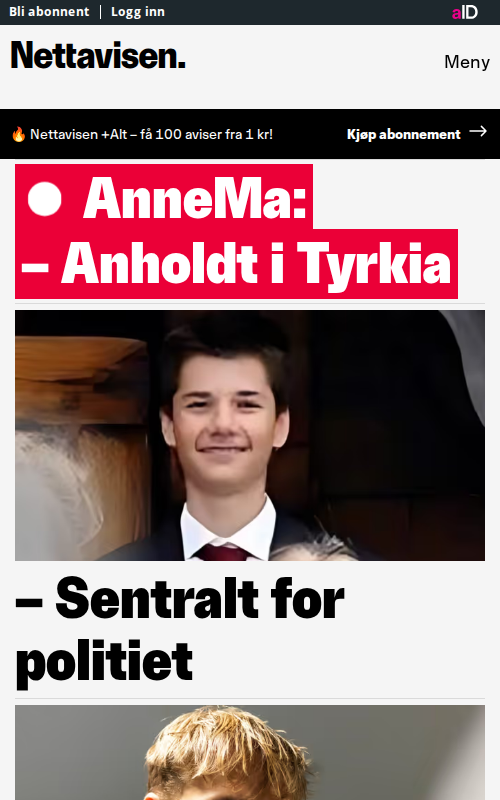 Bli abonnent | Logg inn
aID
Nettavisen.
Meny
🔥 Nettavisen +Alt – få 100 aviser fra 1 kr!
Kjøp abonnement →
AnneMa:
– Anholdt i Tyrkia
– Sentralt for
politiet